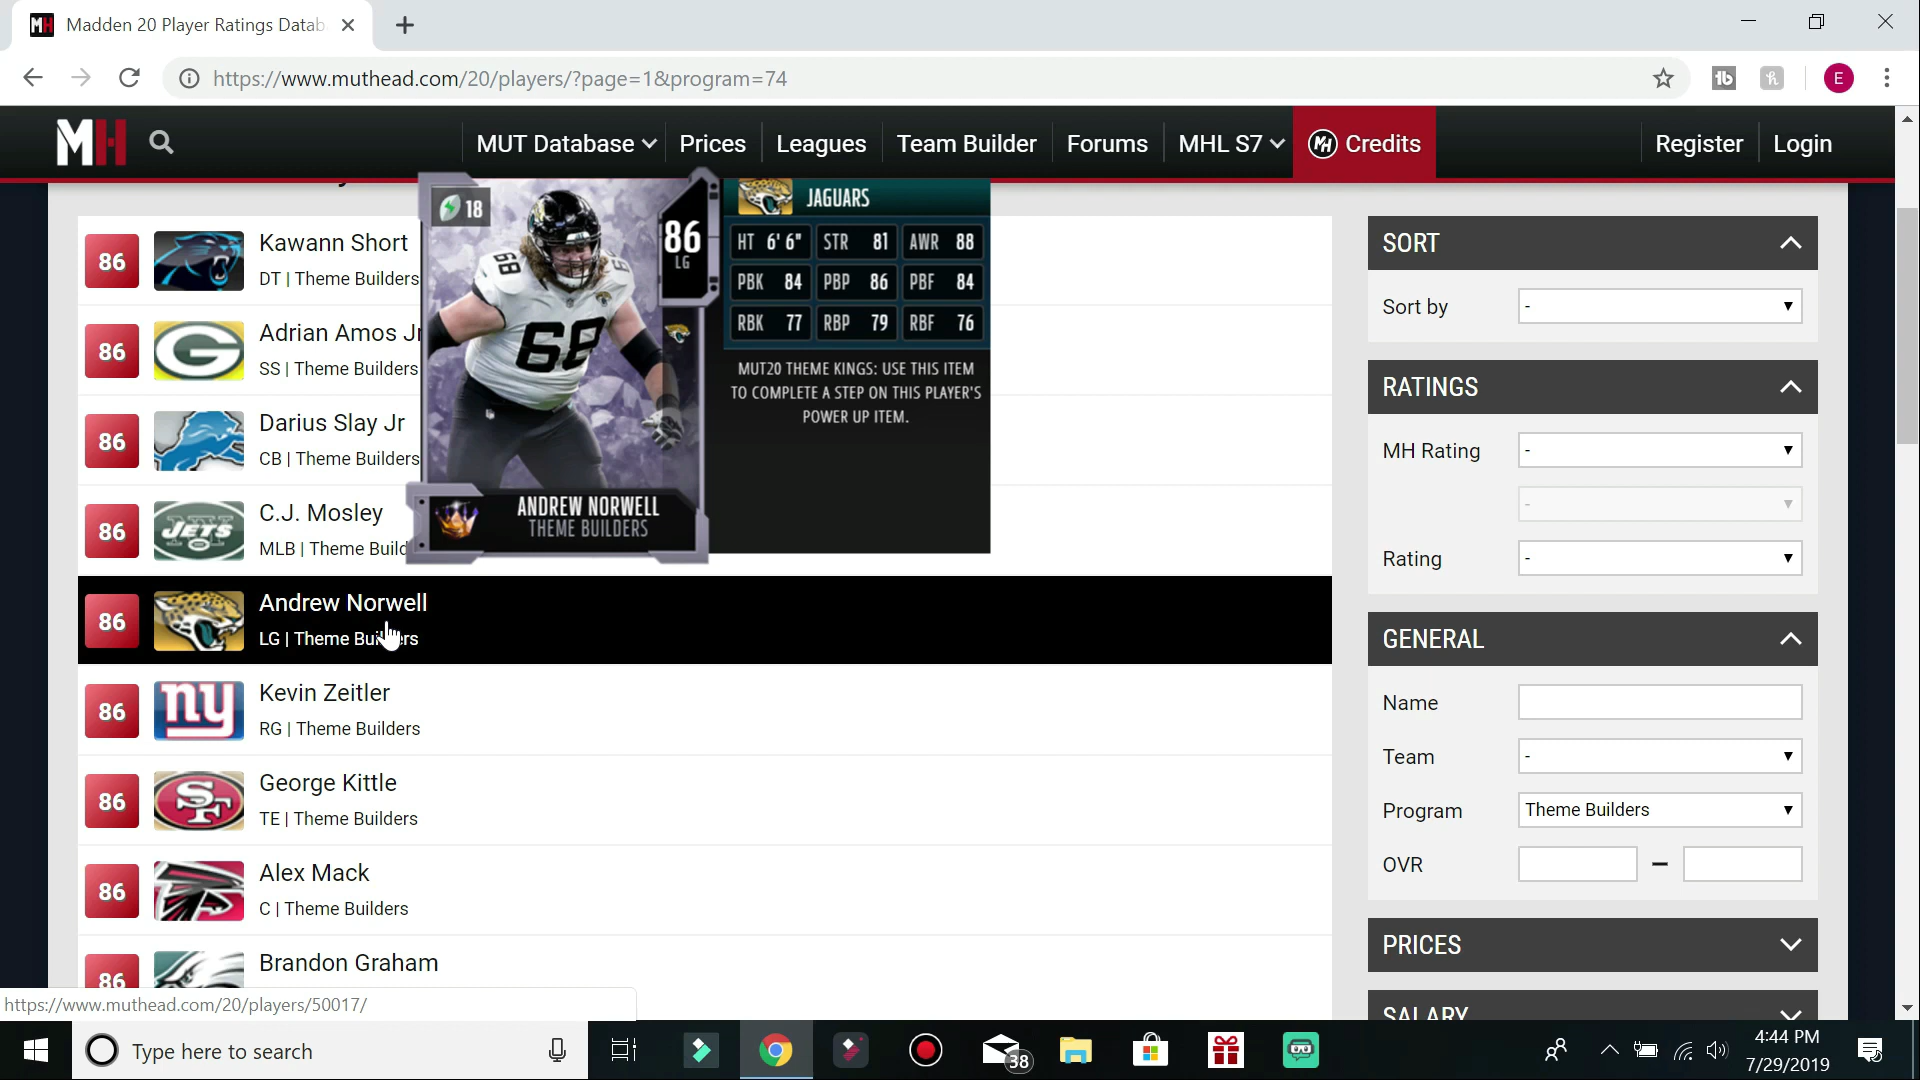 Madden 20 Player Ratings Datab
https://www.muthead.com/20/players/?page=1&program=74
E
MH
MUT Database
Prices
Leagues
Team Builder
Forums
MHL S7
Credits
Register
Login
86
Kawann Short
DT | Theme Builders
86
Adrian Amos Jr
SS | Theme Builders
86
Darius Slay Jr
CB | Theme Builders
86
JETS
C.J. Mosley
MLB | Theme Build
86
Andrew Norwell
LG | Theme Builders
86
ny
Kevin Zeitler
RG | Theme Builders
86
SF
George Kittle
TE | Theme Builders
86
Alex Mack
C | Theme Builders
86
Brandon Graham
18
86
LG
68
ANDREW NORWELL
THEME BUILDERS
JAGUARS
HT 6' 6" STR 81 AWR 88
PBK 84 PBP 86 PBF 84
RBK 77 RBP 79 RBF 76
MUT20 THEME KINGS: USE THIS ITEM
TO COMPLETE A STEP ON THIS PLAYER'S
POWER UP ITEM.
SORT
Sort by -
RATINGS
MH Rating -
-
Rating -
GENERAL
Name
Team -
Program Theme Builders
OVR –
PRICES
SALARY
https://www.muthead.com/20/players/50017/
Type here to search
38
4:44 PM
7/29/2019